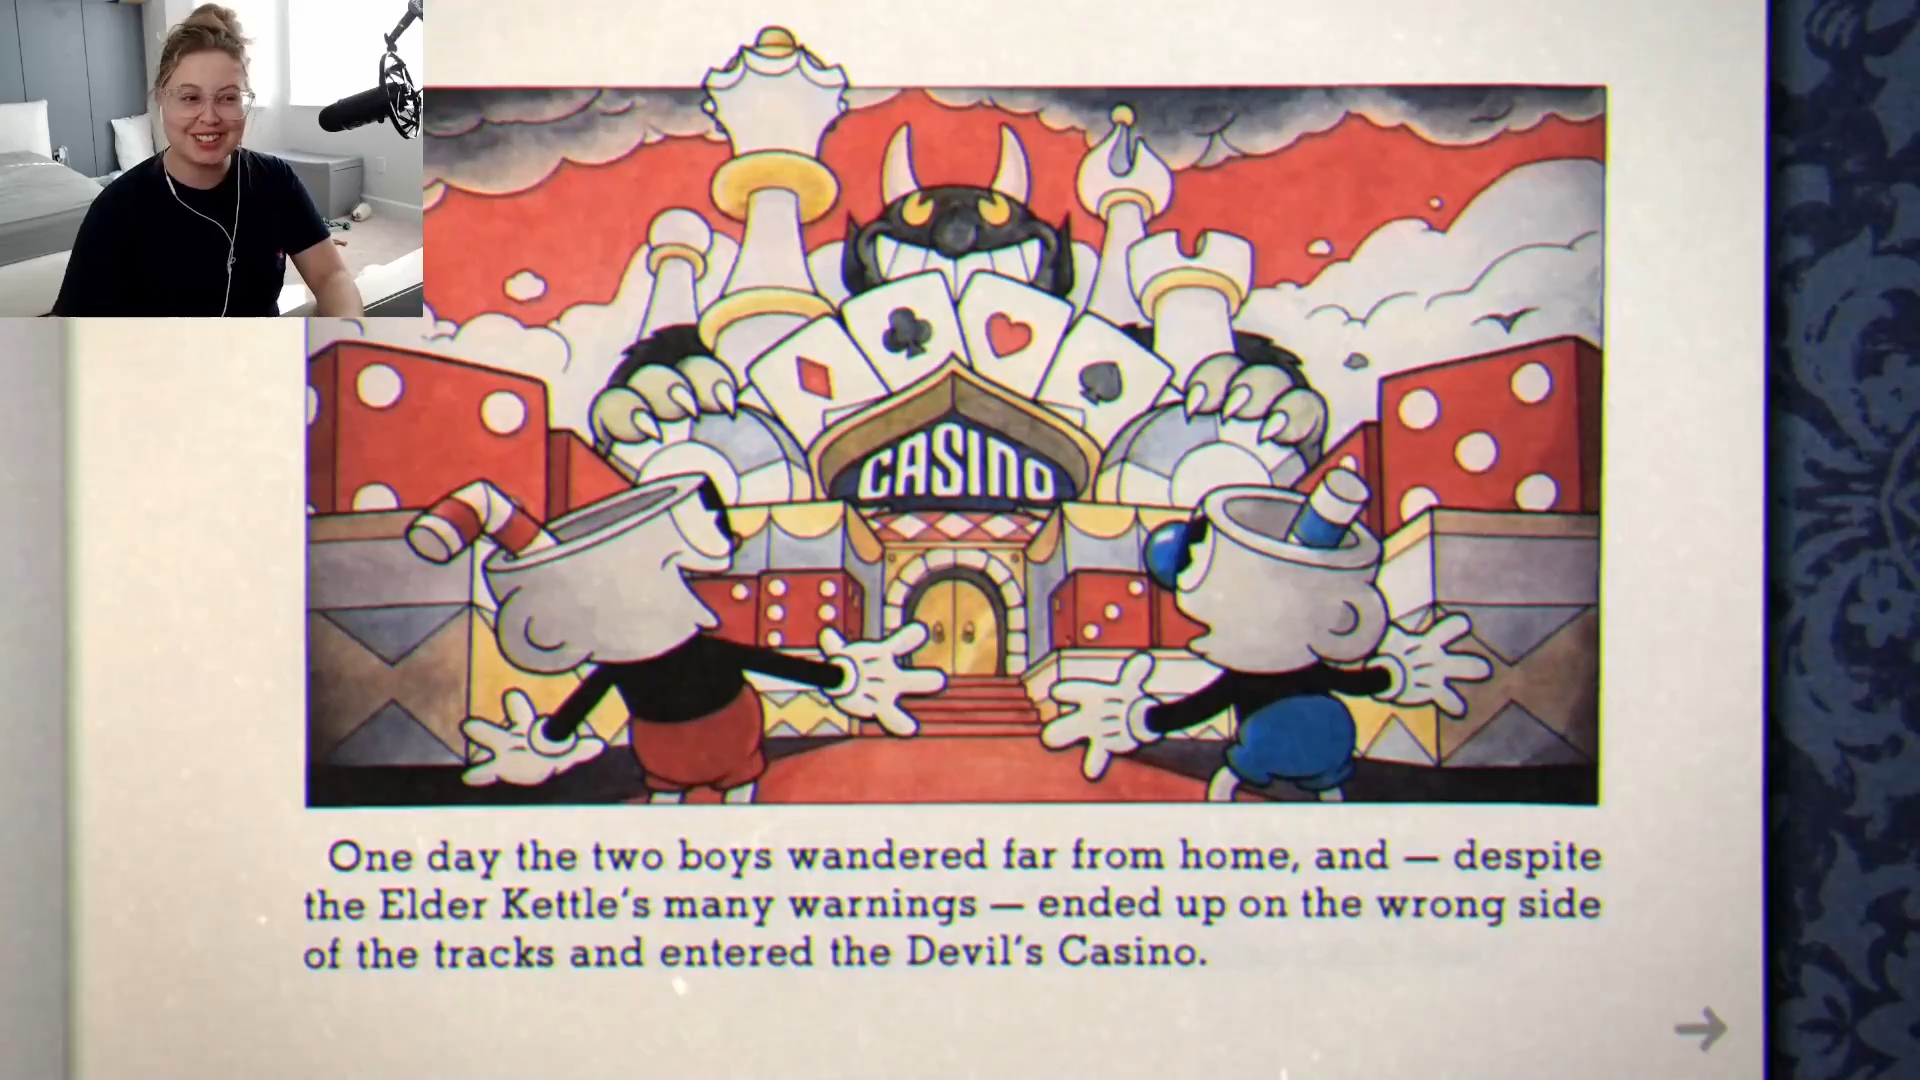 CASINO
One day the two boys wandered far from home, and — despite
the Elder Kettle's many warnings — ended up on the wrong side
of the tracks and entered the Devil's Casino.